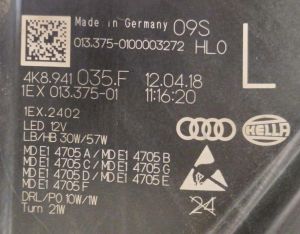 Made in Germany 09S
013.375-0100003272 HL0
4K8.941 035.F 12.04.18
1EX 013.375-01 11:16:20
L
1EX.2402
LED 12V
LB/HB 30W/57W
MD E1 4705 A / MD E1 4705 B
MD E1 4705 C / MD E1 4705 G
MD E1 4705 D / MD E1 4705 E
MD E1 4705 F
DRL/PO 10W/1W
Turn 21W
HELLA
24